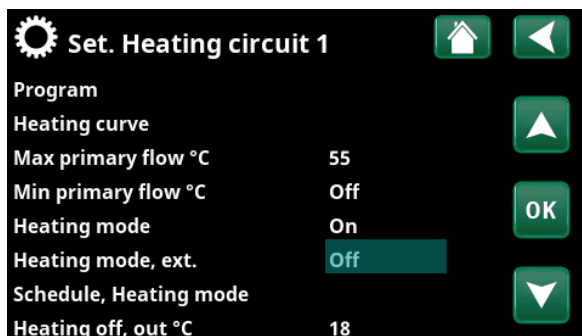 Set. Heating circuit 1
Program
Heating curve
Max primary flow °C 55
Min primary flow °C Off
Heating mode On
OK
Heating mode, ext. Off
Schedule, Heating mode
Heating off, out °C 18